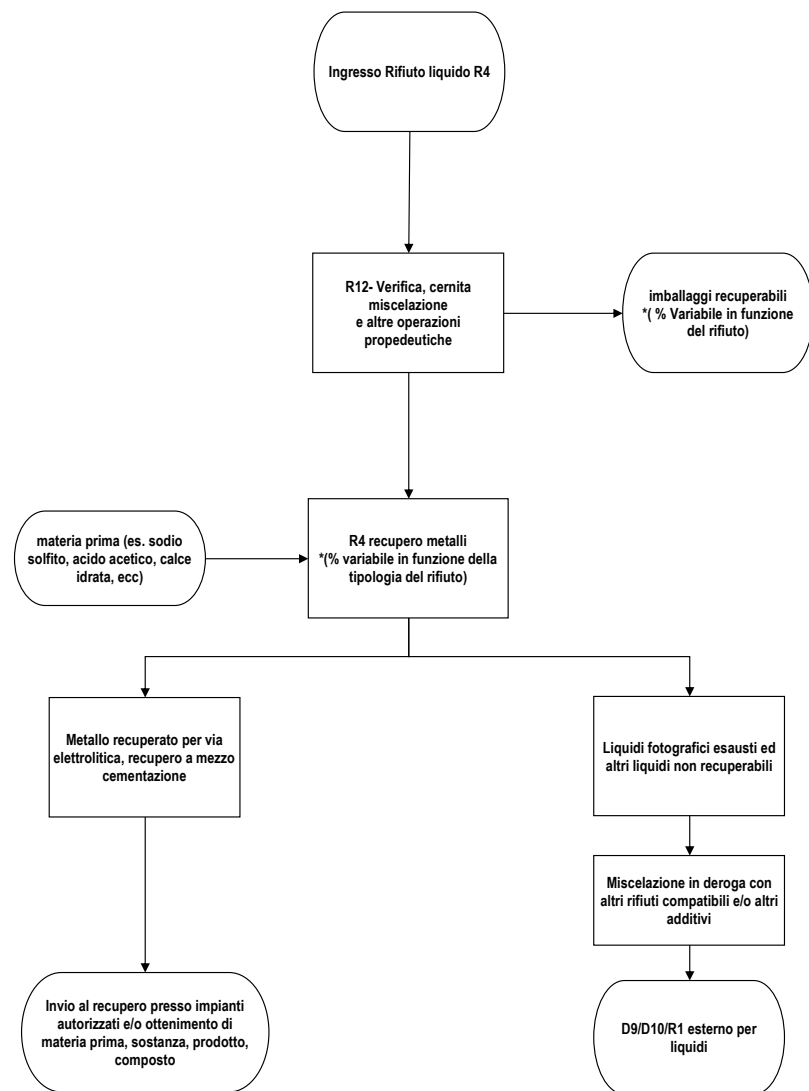 Ingresso Rifiuto liquido R4
R12- Verifica, cernita
miscelazione
e altre operazioni
propedeutiche
imballaggi recuperabili
*( % Variabile in funzione
del rifiuto)
materia prima (es. sodio
solfito, acido acetico, calce
idrata, ecc)
R4 recupero metalli
*(% variabile in funzione della
tipologia del rifiuto)
Metallo recuperato per via
elettrolitica, recupero a mezzo
cementazione
Liquidi fotografici esausti ed
altri liquidi non recuperabili
Miscelazione in deroga con
altri rifiuti compatibili e/o altri
additivi
Invio al recupero presso impianti
autorizzati e/o ottenimento di
materia prima, sostanza, prodotto,
composto
D9/D10/R1 esterno per
liquidi